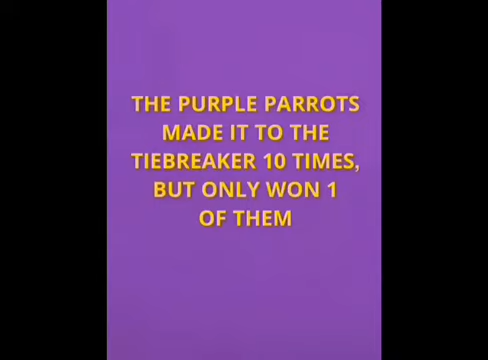 THE PURPLE PARROTS
MADE IT TO THE
TIEBREAKER 10 TIMES,
BUT ONLY WON 1
OF THEM